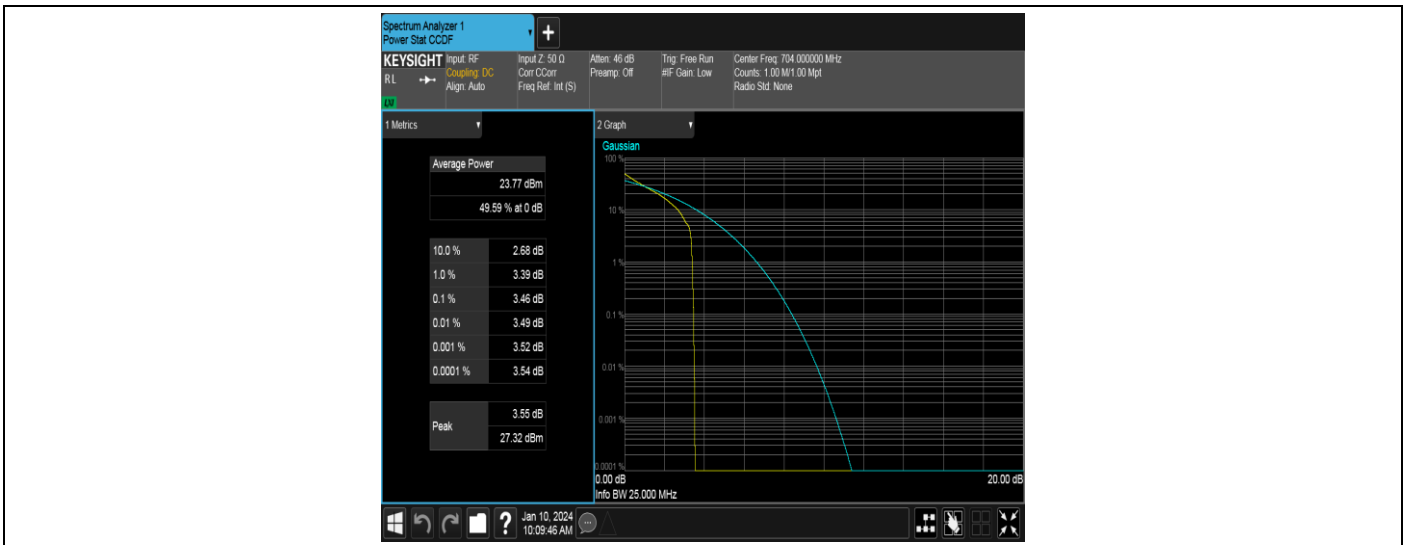 Spectrum Analyzer 1
Power Stat CCDF
+
KEYSIGHT
RL
LXI
Input: RF
Coupling: DC
Align: Auto
Input Z: 50 Ω
Corr CCorr
Freq Ref: Int (S)
Atten: 46 dB
Preamp: Off
Trig: Free Run
#IF Gain: Low
Center Freq: 704.000000 MHz
Counts: 1.00 M/1.00 Mpt
Radio Std: None
1 Metrics
Average Power
23.77 dBm
49.59 % at 0 dB
10.0 % 2.68 dB
1.0 % 3.39 dB
0.1 % 3.46 dB
0.01 % 3.49 dB
0.001 % 3.52 dB
0.0001 % 3.54 dB
Peak
3.55 dB
27.32 dBm
2 Graph
Gaussian
100 %
10 %
1 %
0.1 %
0.01 %
0.001 %
0.0001 %
0.00 dB 20.00 dB
Info BW 25.000 MHz
?
Jan 10, 2024
10:09:46 AM